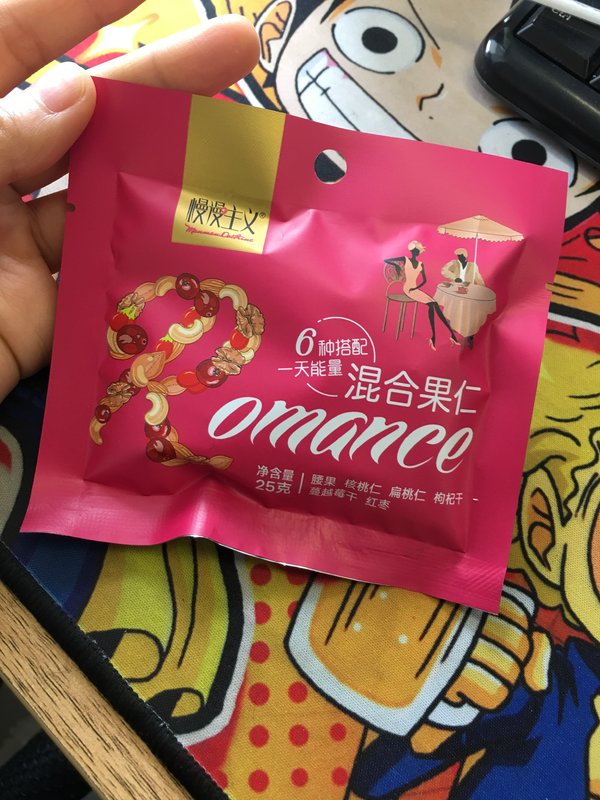 慢漫主义®
6种搭配
一天能量
混合果仁
Romance
净含量
25克
腰果 核桃仁 扁桃仁 枸杞干
蔓越莓干 红枣